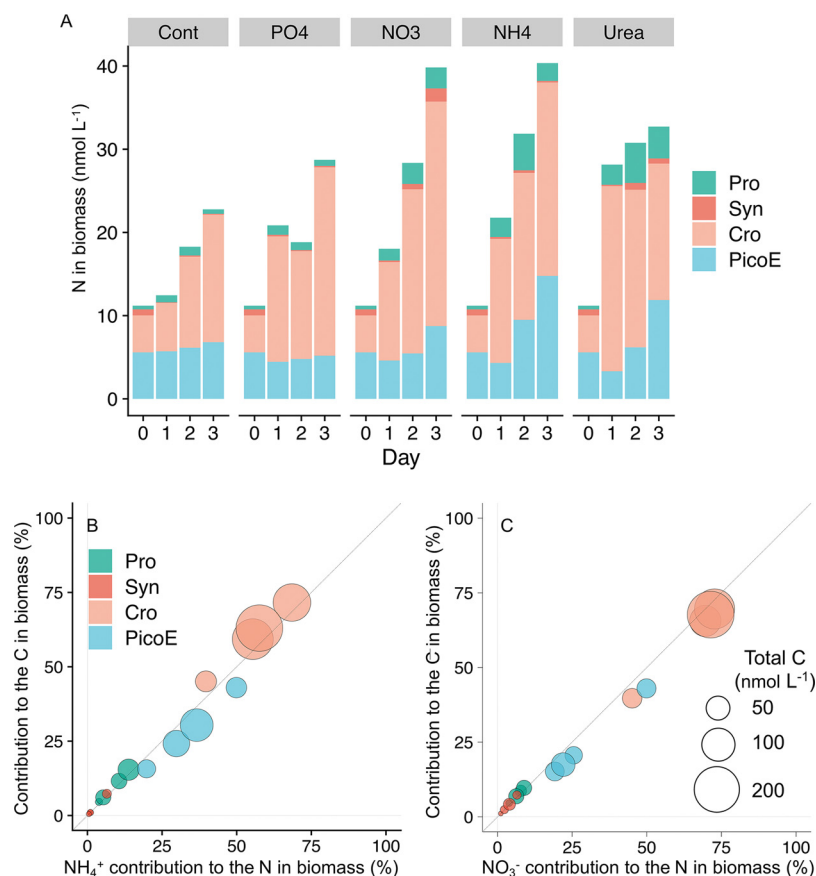 A
Cont PO4 NO3 NH4 Urea
N in biomass (nmol L⁻¹)
40
30
20
10
0
Pro
Syn
Cro
PicoE
0 1 2 3 0 1 2 3 0 1 2 3 0 1 2 3 0 1 2 3
Day
B
Contribution to the C in biomass (%)
100
75
50
25
0
Pro
Syn
Cro
PicoE
0 25 50 75 100
NH₄⁺ contribution to the N in biomass (%)
C
Contribution to the C in biomass (%)
100
75
50
25
0
Total C
(nmol L⁻¹)
50
100
200
0 25 50 75 100
NO₃⁻ contribution to the N in biomass (%)